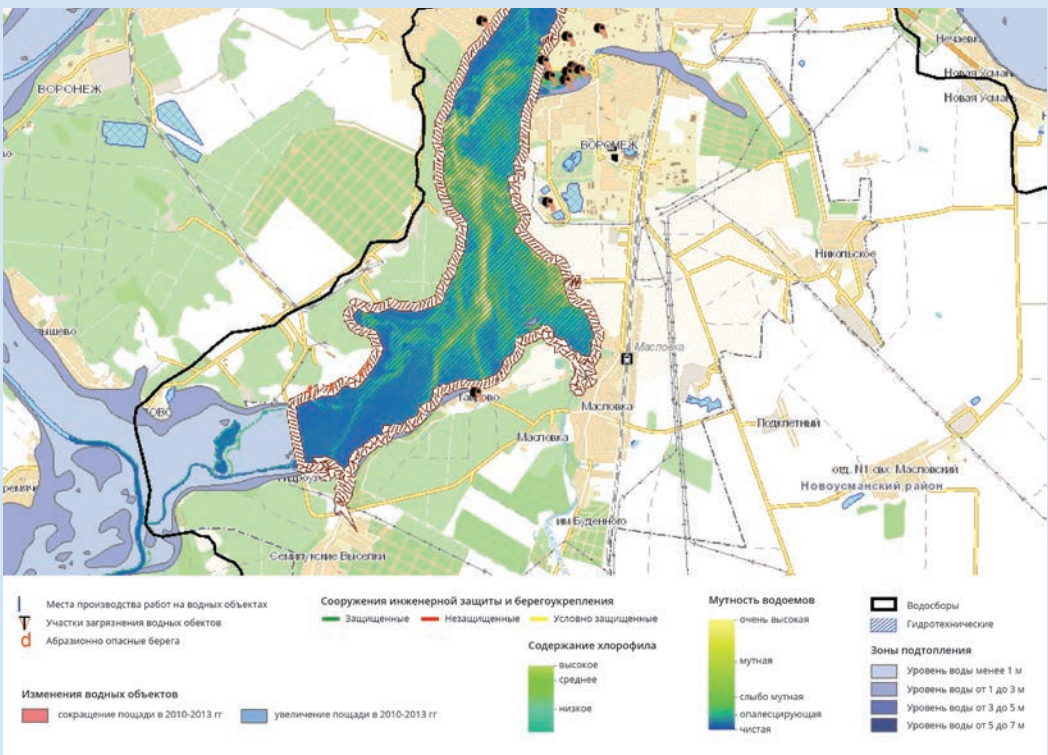 ВОРОНЕЖ
Нечаевк
Новая Усмань
Новая Усмань
ВОРОНЕЖ
Никольское
Масловка
Таврово
Масловка
Масловка
Подклетный
отд. N1 свх. Масловский
Новоусманский район
им Буденного
Семилукские Выселки
Места производства работ на водных объектах
Участки загрязнения водных обектов
d Абразионно опасные берега
Изменения водных объектов
сокращение пощади в 2010-2013 гг
увеличение пощади в 2010-2013 гг
Сооружения инженерной защиты и берегоукрепления
Защищенные
Незащищенные
Условно защищенные
Содержание хлорофила
высокое
среднее
низкое
Мутность водоемов
очень высокая
мутная
слыбо мутная
опалесцирующая
чистая
Водосборы
Гидротехнические
Зоны подтопления
Уровень воды менее 1 м
Уровень воды от 1 до 3 м
Уровень воды от 3 до 5 м
Уровень воды от 5 до 7 м